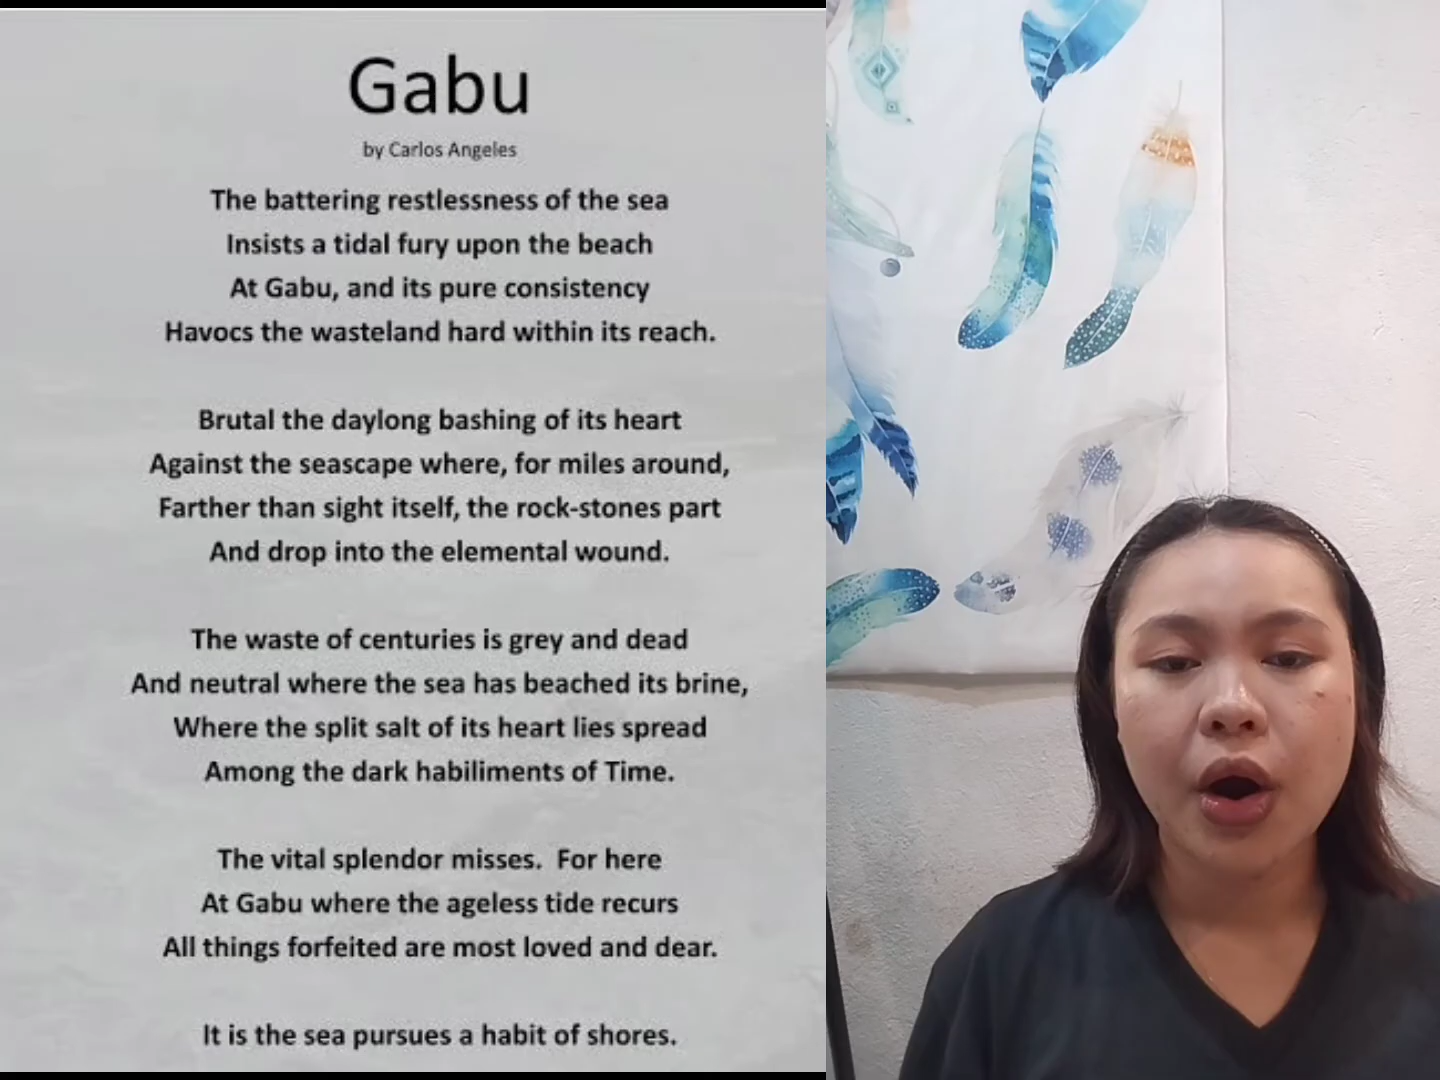 Gabu
by Carlos Angeles
The battering restlessness of the sea
Insists a tidal fury upon the beach
At Gabu, and its pure consistency
Havocs the wasteland hard within its reach.
Brutal the daylong bashing of its heart
Against the seascape where, for miles around,
Farther than sight itself, the rock-stones part
And drop into the elemental wound.
The waste of centuries is grey and dead
And neutral where the sea has beached its brine,
Where the split salt of its heart lies spread
Among the dark habiliments of Time.
The vital splendor misses.  For here
At Gabu where the ageless tide recurs
All things forfeited are most loved and dear.
It is the sea pursues a habit of shores.